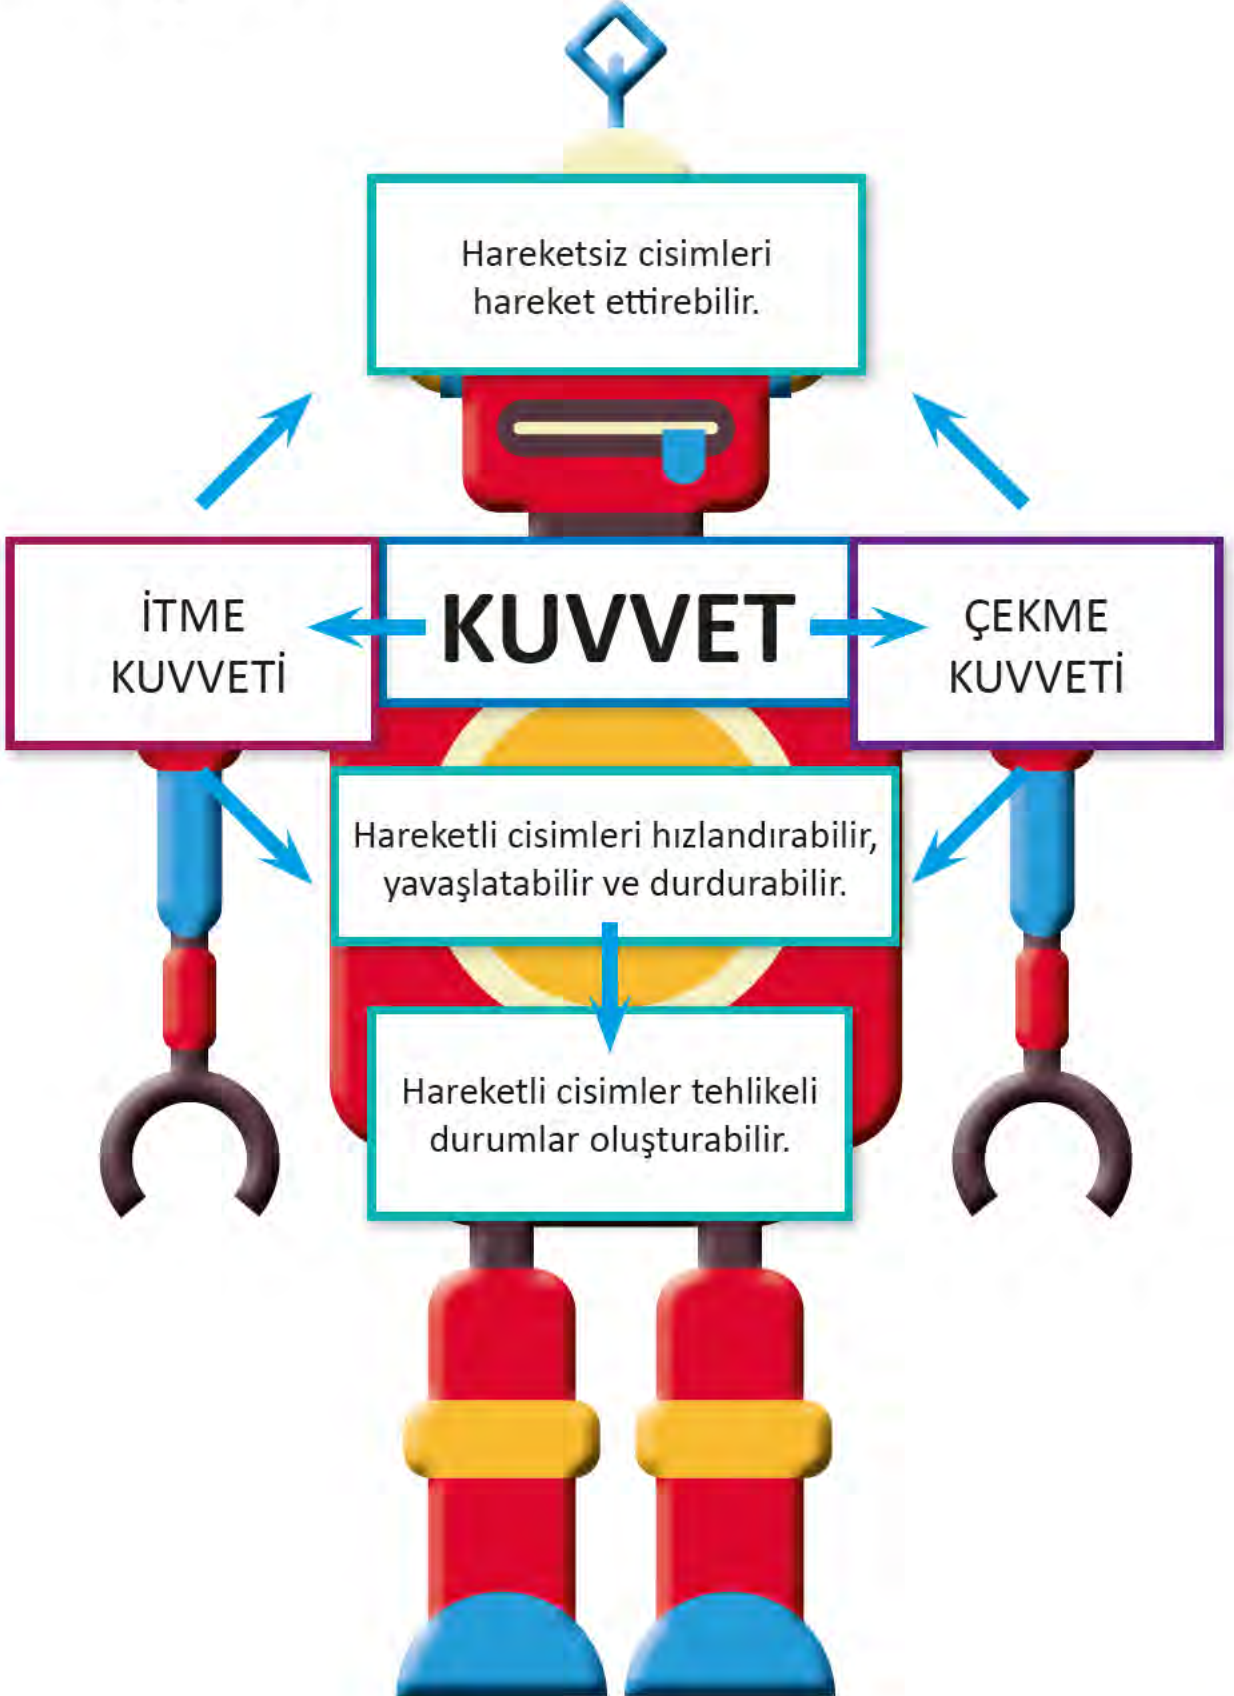 Hareketsiz cisimleri
hareket ettirebilir.
İTME
KUVVETİ
KUVVET
ÇEKME
KUVVETİ
Hareketli cisimleri hızlandırabilir,
yavaşlatabilir ve durdurabilir.
Hareketli cisimler tehlikeli
durumlar oluşturabilir.